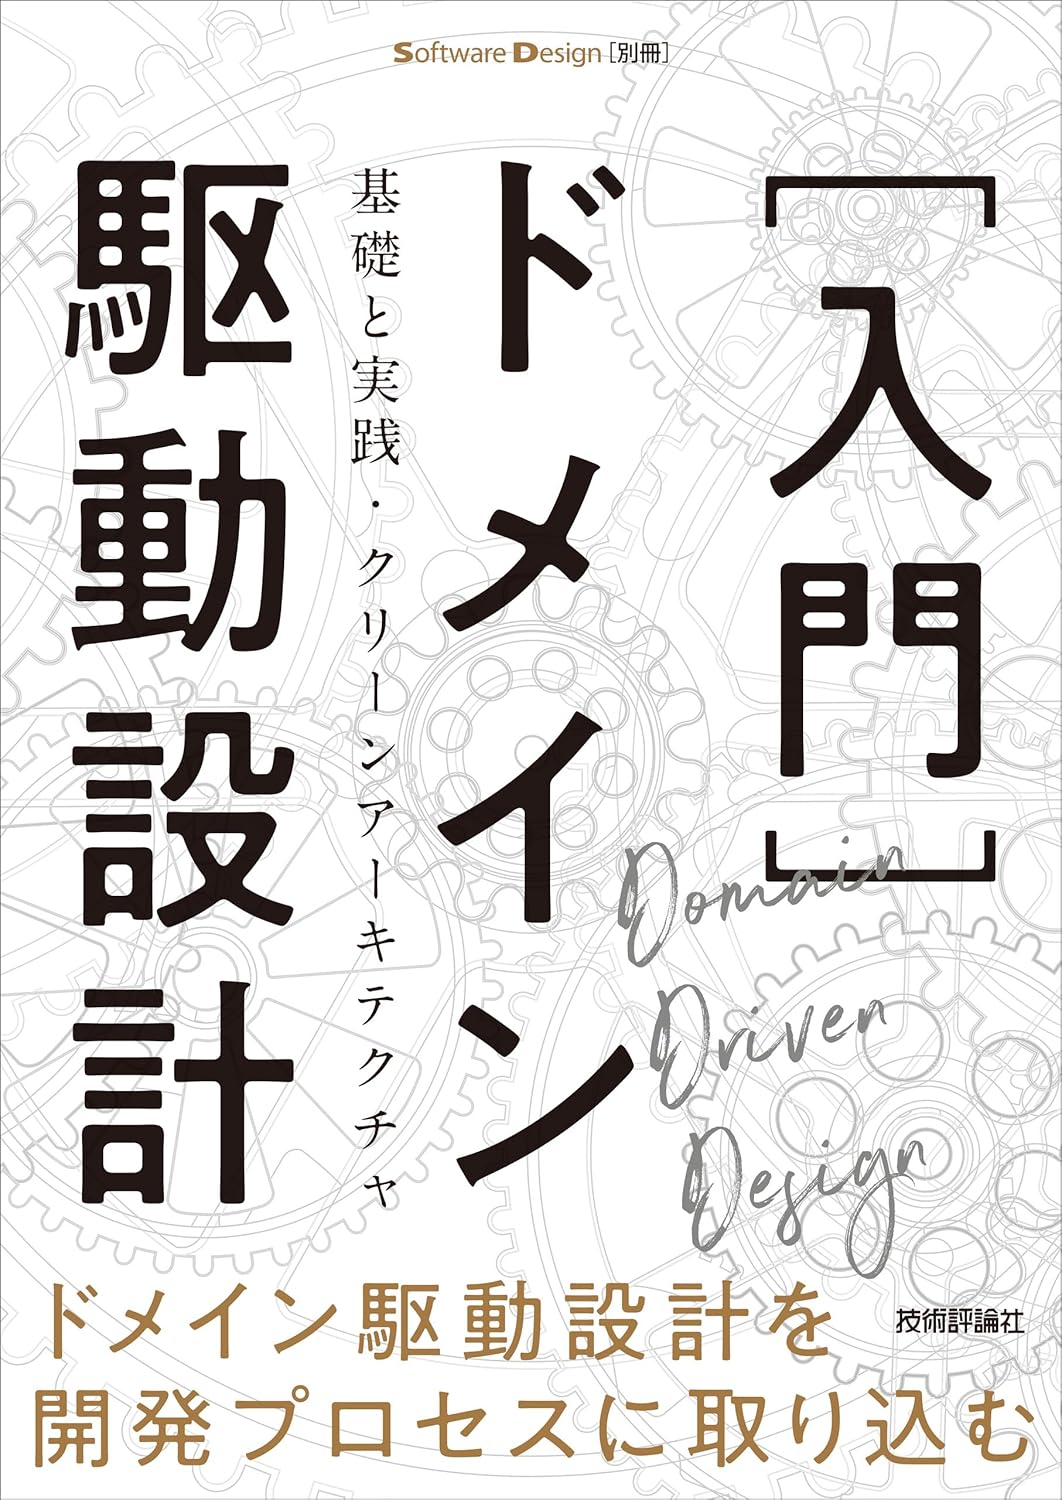 Software Design［別冊］
［入門］
ドメイン
駆動設計
基礎と実践・クリーンアーキテクチャ
Domain
Driven
Design
ドメイン駆動設計を
開発プロセスに取り込む
技術評論社